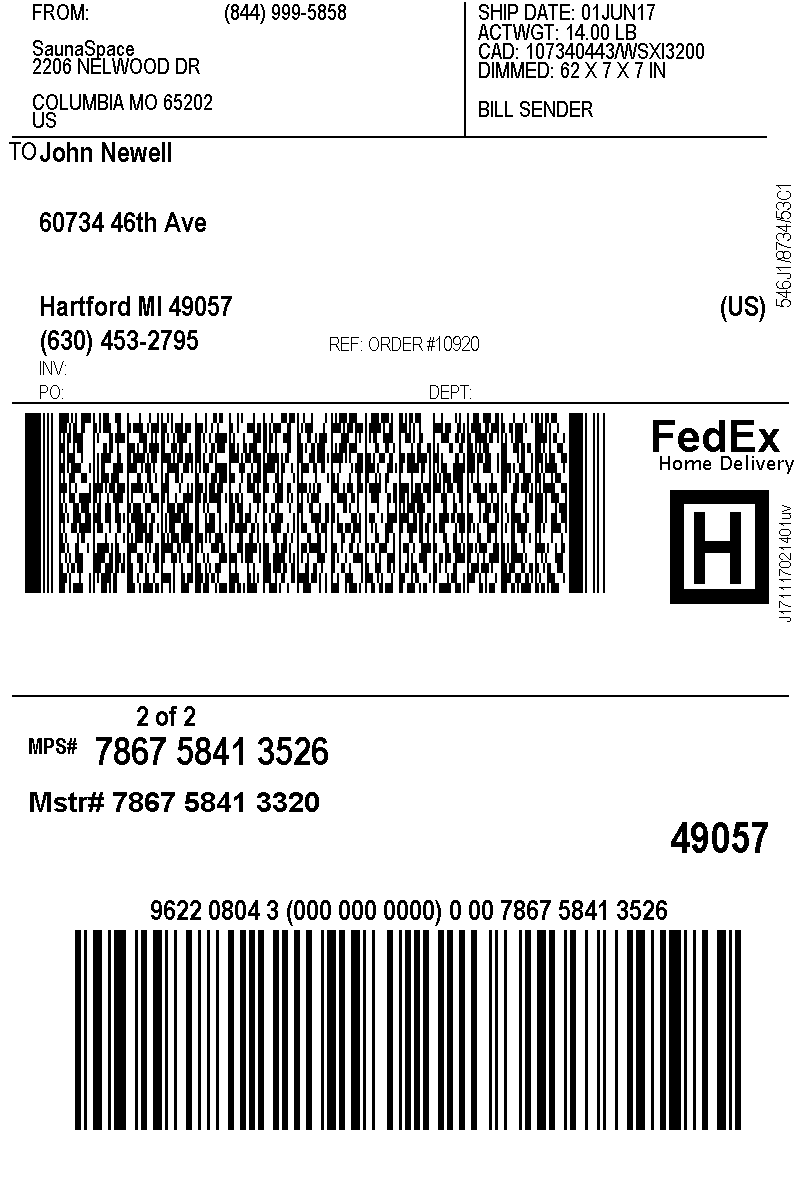 FROM: (844) 999-5858
SaunaSpace
2206 NELWOOD DR
COLUMBIA MO 65202
US
SHIP DATE: 01JUN17
ACTWGT: 14.00 LB
CAD: 107340443/WSXI3200
DIMMED: 62 X 7 X 7 IN
BILL SENDER
TO John Newell
60734 46th Ave
Hartford MI 49057 (US)
(630) 453-2795 REF: ORDER #10920
INV:
PO: DEPT:
546J1/8734/53C1
FedEx
Home Delivery
H
J171117021401uv
2 of 2
MPS# 7867 5841 3526
Mstr# 7867 5841 3320
49057
9622 0804 3 (000 000 0000) 0 00 7867 5841 3526